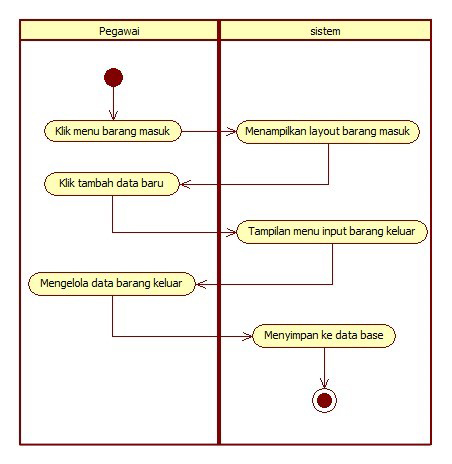 Pegawai
sistem
Klik menu barang masuk
Menampilkan layout barang masuk
Klik tambah data baru
Tampilan menu input barang keluar
Mengelola data barang keluar
Menyimpan ke data base